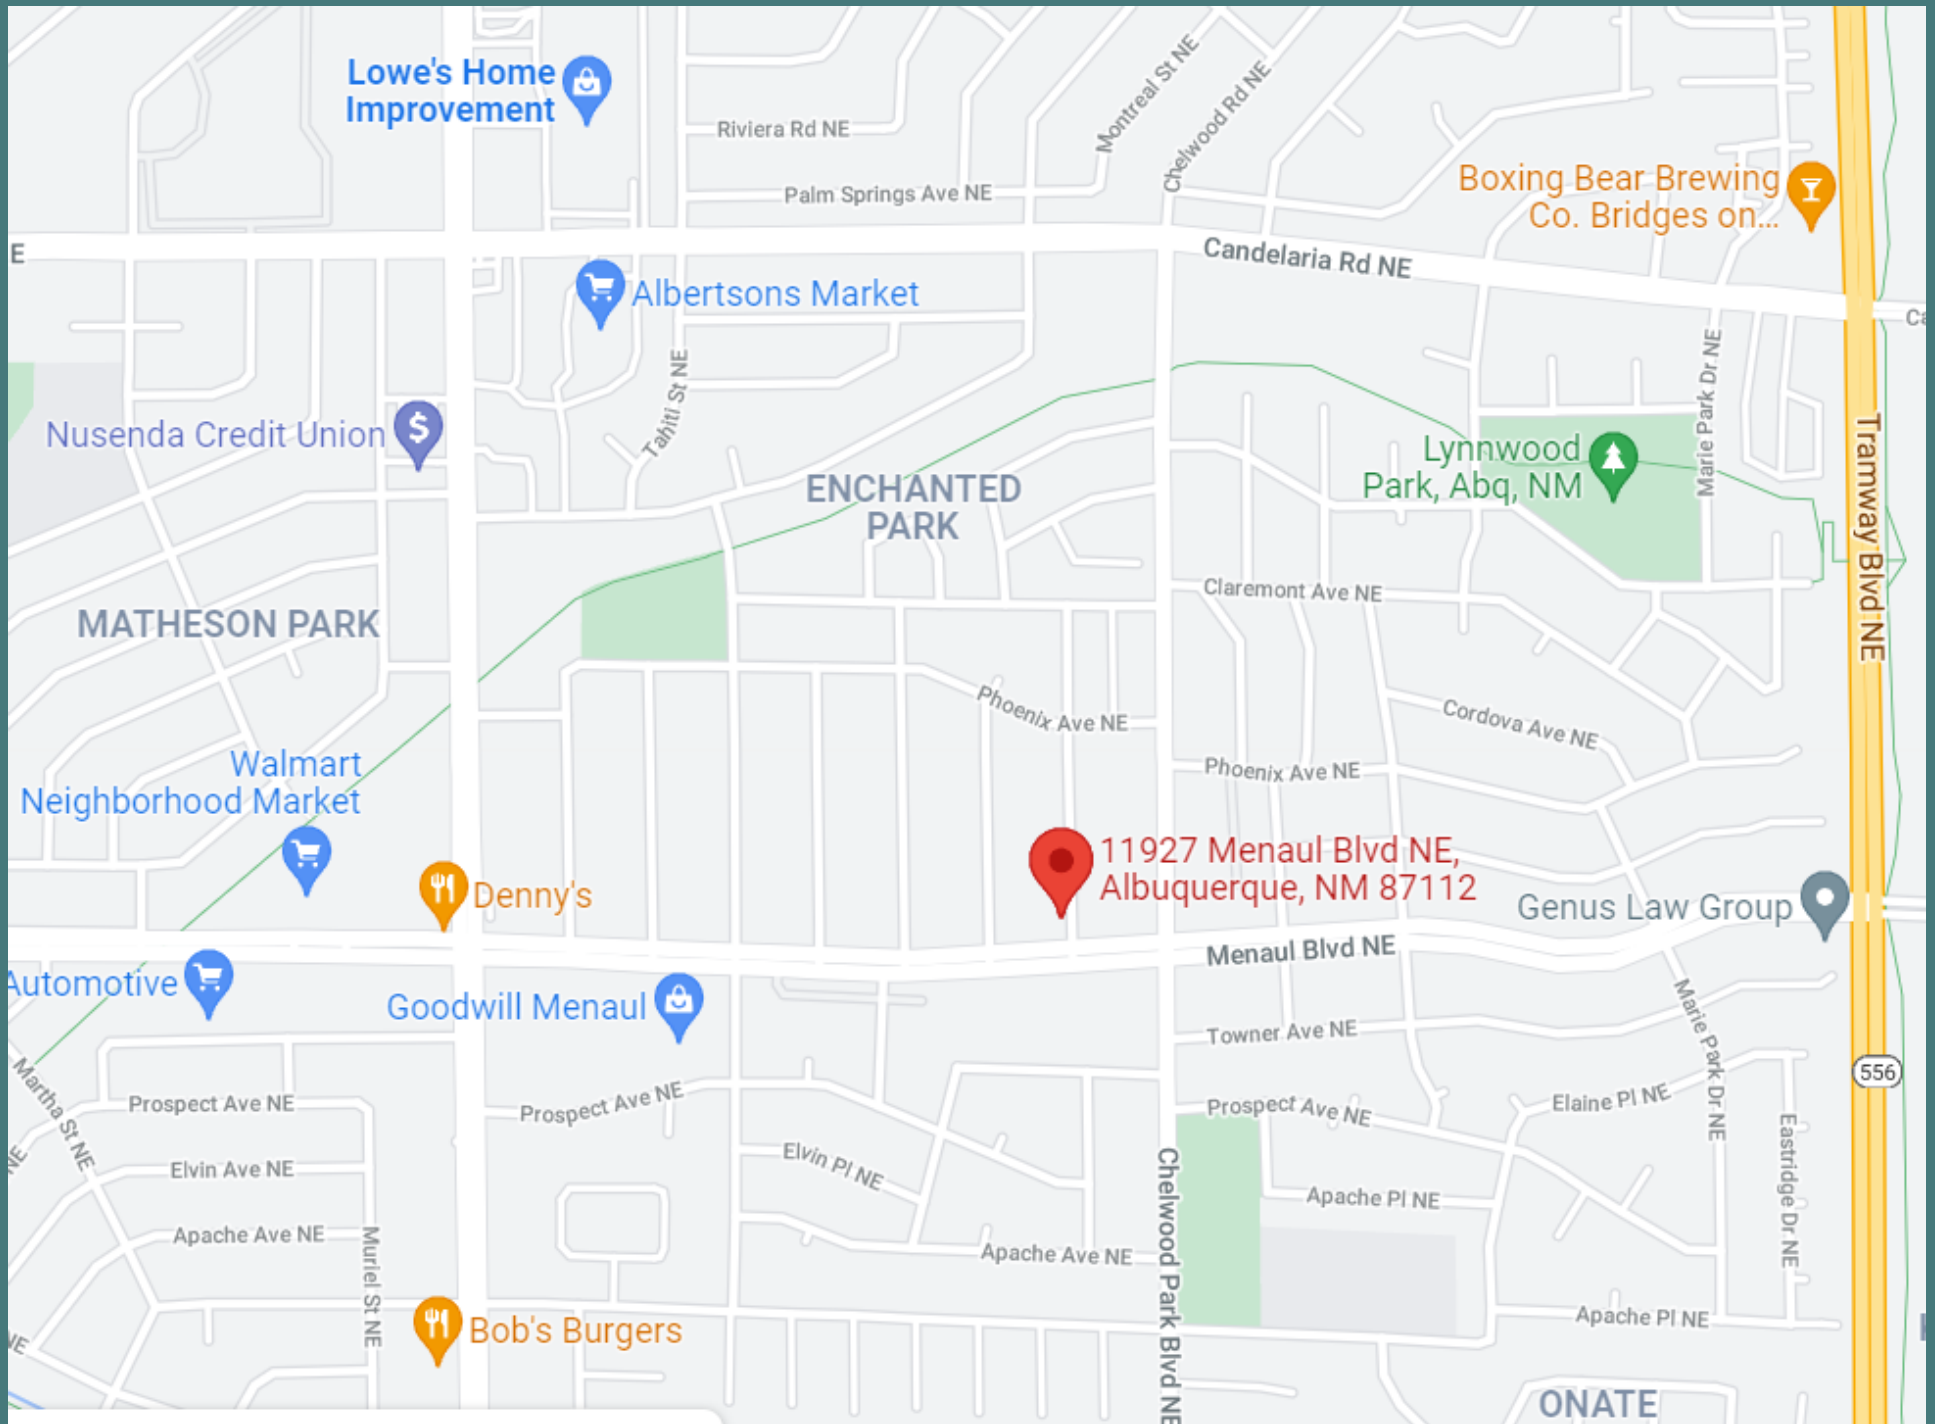 Lowe's Home
Improvement
Riviera Rd NE
Montreal St NE
Chelwood Rd NE
Palm Springs Ave NE
Boxing Bear Brewing
Co. Bridges on...
E
Candelaria Rd NE
Albertsons Market
Ca
Tahiti St NE
Marie Park Dr NE
Nusenda Credit Union
Lynnwood
Park, Abq, NM
ENCHANTED
PARK
Tramway Blvd NE
MATHESON PARK
Claremont Ave NE
Phoenix Ave NE
Cordova Ave NE
Phoenix Ave NE
Walmart
Neighborhood Market
11927 Menaul Blvd NE,
Albuquerque, NM 87112
Denny's
Genus Law Group
Menaul Blvd NE
Automotive
Goodwill Menaul
Towner Ave NE
Marie Park Dr NE
556
Martha St NE
Prospect Ave NE
Prospect Ave NE
Prospect Ave NE
Elaine Pl NE
NE
Elvin Ave NE
Elvin Pl NE
Eastridge Dr NE
Apache Pl NE
Apache Ave NE
Muriel St NE
Apache Ave NE
Chelwood Park Blvd NE
Bob's Burgers
Apache Pl NE
NE
ONATE